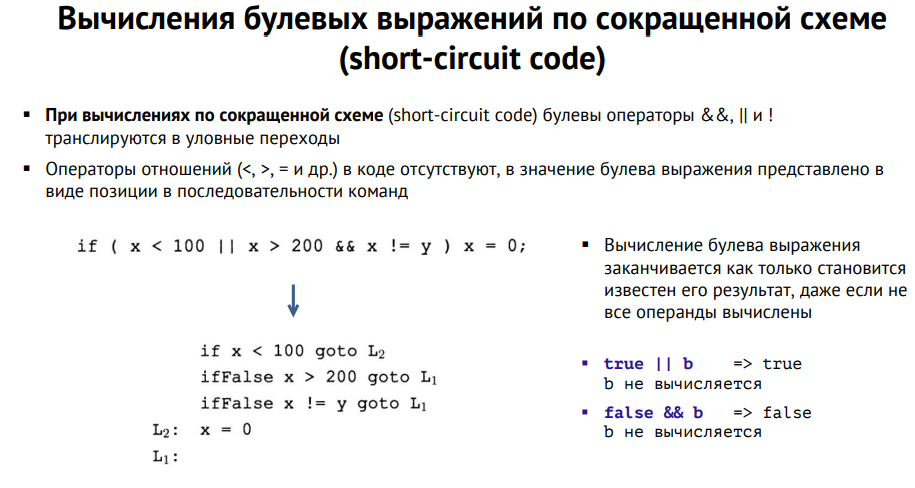 Вычисления булевых выражений по сокращенной схеме
(short-circuit code)
▪ При вычислениях по сокращенной схеме (short-circuit code) булевы операторы &&, || и !
транслируются в уловные переходы
▪ Операторы отношений (<, >, = и др.) в коде отсутствуют, в значение булева выражения представлено в
виде позиции в последовательности команд
if ( x < 100 || x > 200 && x != y ) x = 0;
if x < 100 goto L₂
ifFalse x > 200 goto L₁
ifFalse x != y goto L₁
L₂: x = 0
L₁:
▪ Вычисление булева выражения
заканчивается как только становится
известен его результат, даже если не
все операнды вычислены
▪ true || b => true
b не вычисляется
▪ false && b => false
b не вычисляется